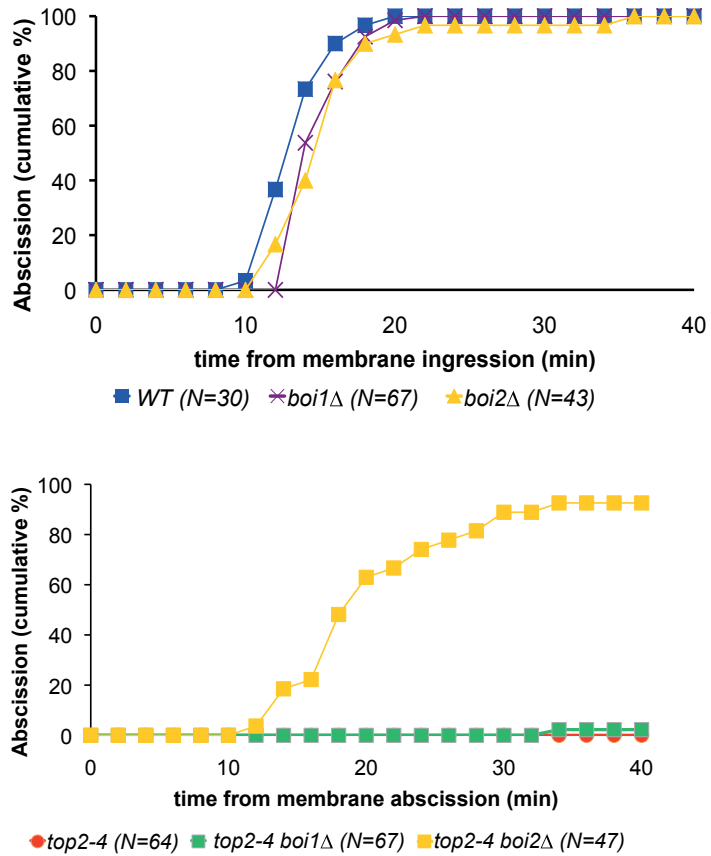 Abscission (cumulative %)
100
80
60
40
20
0
0 10 20 30 40
time from membrane ingression (min)
WT (N=30) boi1Δ (N=67) boi2Δ (N=43)
Abscission (cumulative %)
100
80
60
40
20
0
0 10 20 30 40
time from membrane abscission (min)
top2-4 (N=64) top2-4 boi1Δ (N=67) top2-4 boi2Δ (N=47)